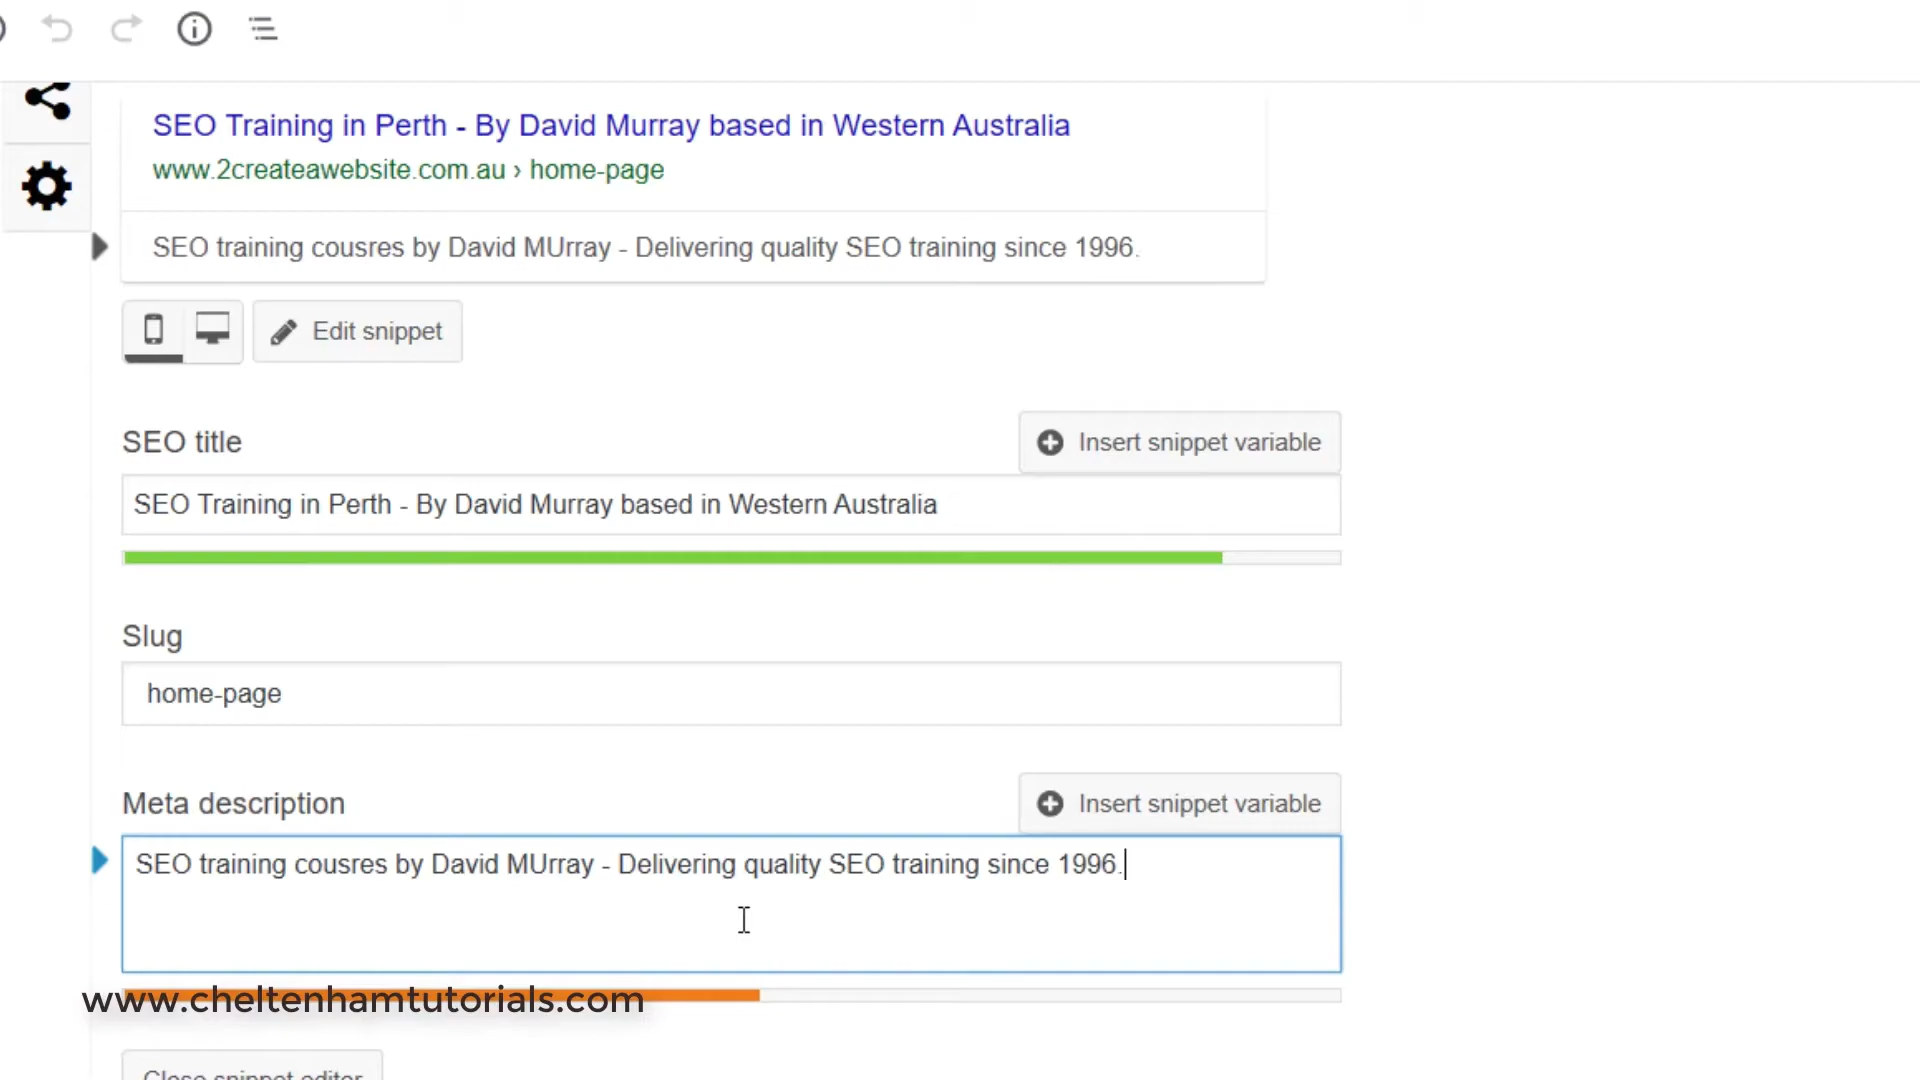 SEO Training in Perth - By David Murray based in Western Australia
www.2createawebsite.com.au › home-page
SEO training cousres by David MUrray - Delivering quality SEO training since 1996.
Edit snippet
SEO title
Insert snippet variable
SEO Training in Perth - By David Murray based in Western Australia
Slug
home-page
Meta description
Insert snippet variable
SEO training cousres by David MUrray - Delivering quality SEO training since 1996.
www.cheltenhamtutorials.com
Close snippet editor